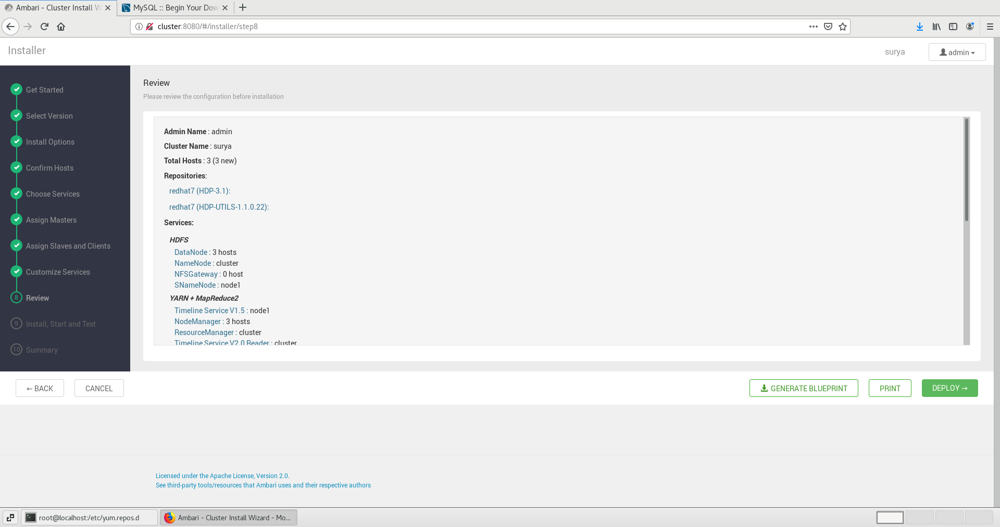 Ambari - Cluster Install W
MySQL :: Begin Your Dow
cluster:8080/#/installer/step8
Installer
surya
admin
Get Started
Select Version
Install Options
Confirm Hosts
Choose Services
Assign Masters
Assign Slaves and Clients
Customize Services
8 Review
9 Install, Start and Test
10 Summary
Review
Please review the configuration before installation
Admin Name : admin
Cluster Name : surya
Total Hosts : 3 (3 new)
Repositories:
redhat7 (HDP-3.1):
redhat7 (HDP-UTILS-1.1.0.22):
Services:
HDFS
DataNode : 3 hosts
NameNode : cluster
NFSGateway : 0 host
SNameNode : node1
YARN + MapReduce2
Timeline Service V1.5 : node1
NodeManager : 3 hosts
ResourceManager : cluster
Timeline Service V2.0 Reader : cluster
← BACK
CANCEL
GENERATE BLUEPRINT
PRINT
DEPLOY →
Licensed under the Apache License, Version 2.0.
See third-party tools/resources that Ambari uses and their respective authors
root@localhost:/etc/yum.repos.d
Ambari - Cluster Install Wizard - Mo...